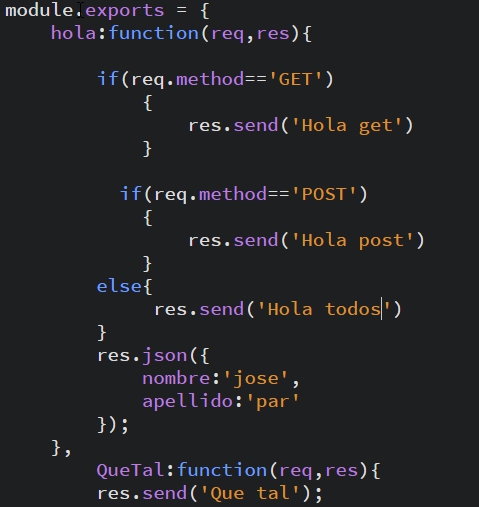 module.exports = {
    hola:function(req,res){
        if(req.method=='GET')
            {
                res.send('Hola get')
            }
          if(req.method=='POST')
            {
                res.send('Hola post')
            }
        else{
             res.send('Hola todos')
        }
        res.json({
            nombre:'jose',
            apellido:'par'
        });
    },
        QueTal:function(req,res){
        res.send('Que tal');